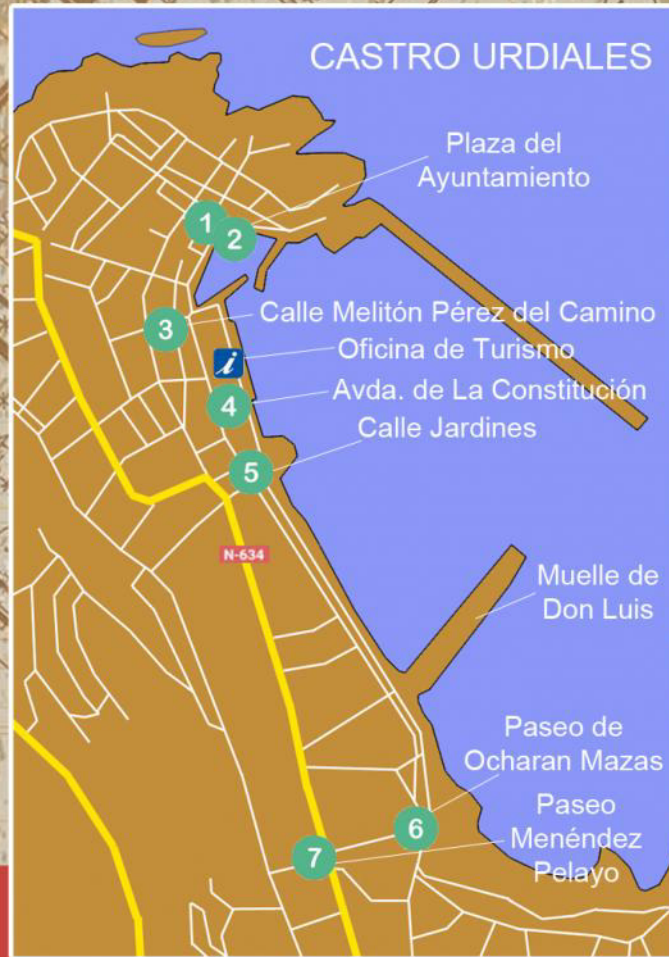 CASTRO URDIALES
Plaza del
Ayuntamiento
1
2
3
Calle Melitón Pérez del Camino
i
Oficina de Turismo
4
Avda. de La Constitución
Calle Jardines
5
N-634
Muelle de
Don Luis
Paseo de
Ocharan Mazas
6
Paseo
Menéndez
Pelayo
7